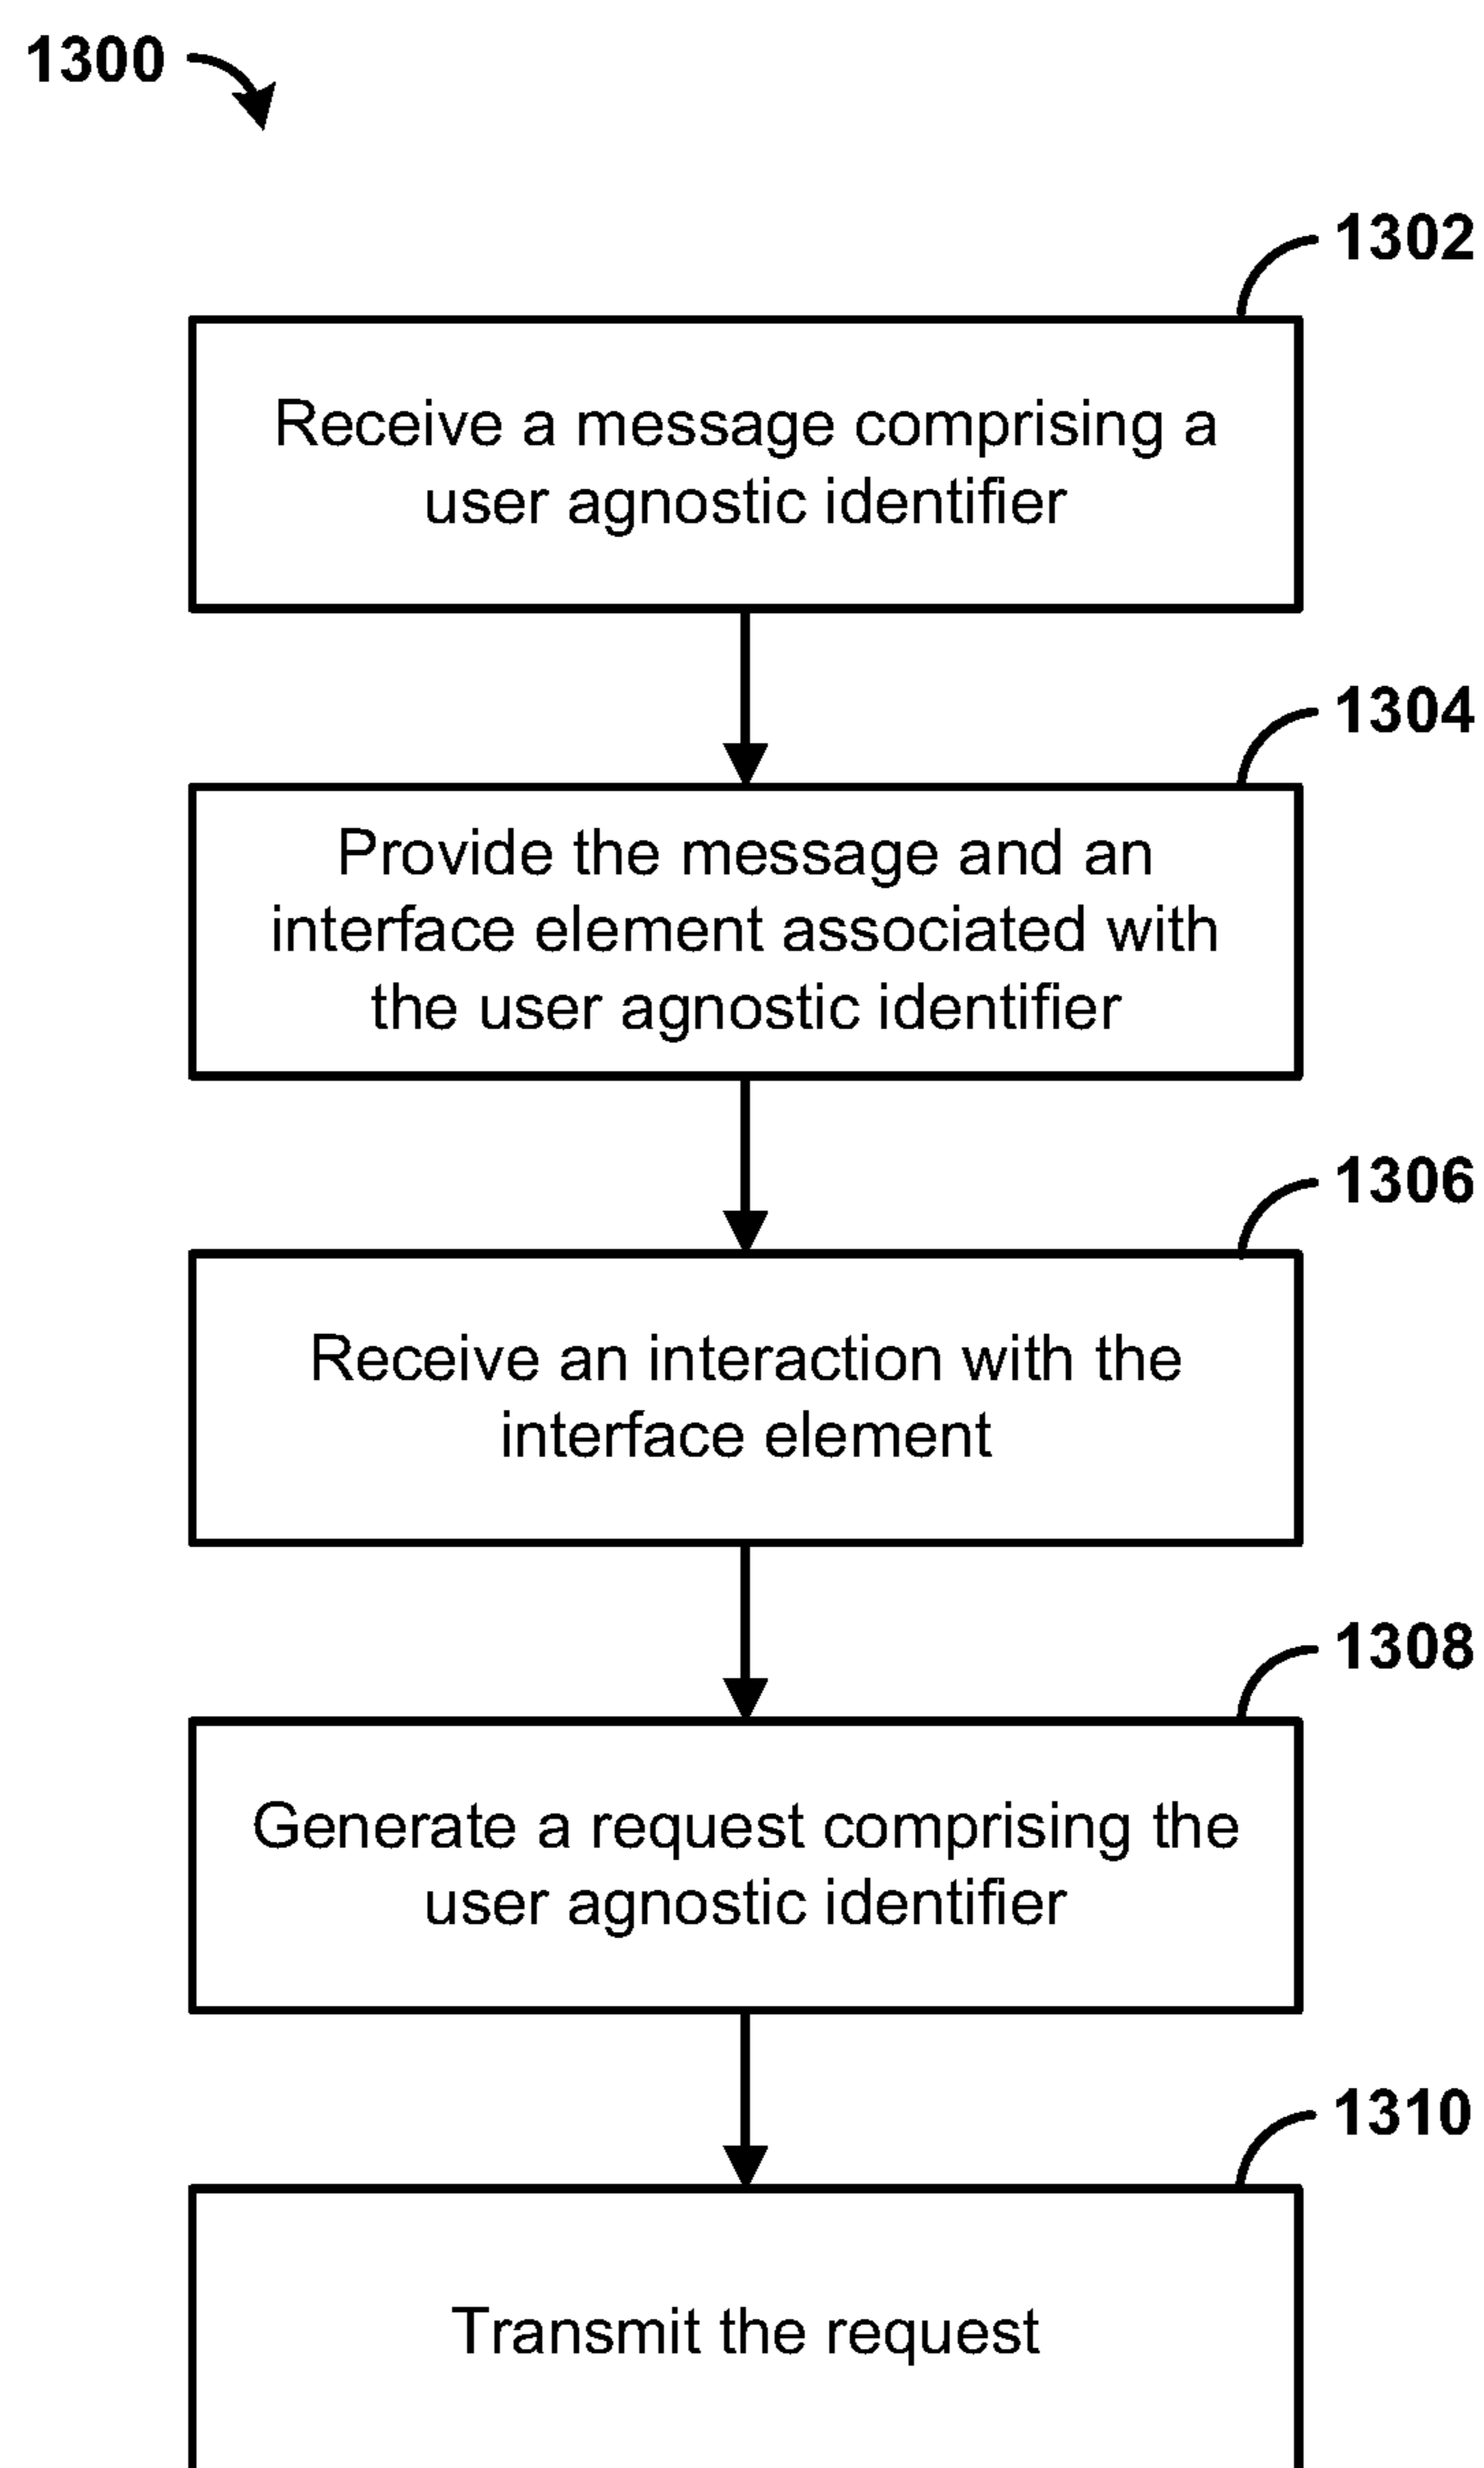 1300
1302
Receive a message comprising a
user agnostic identifier
1304
Provide the message and an
interface element associated with
the user agnostic identifier
1306
Receive an interaction with the
interface element
1308
Generate a request comprising the
user agnostic identifier
1310
Transmit the request